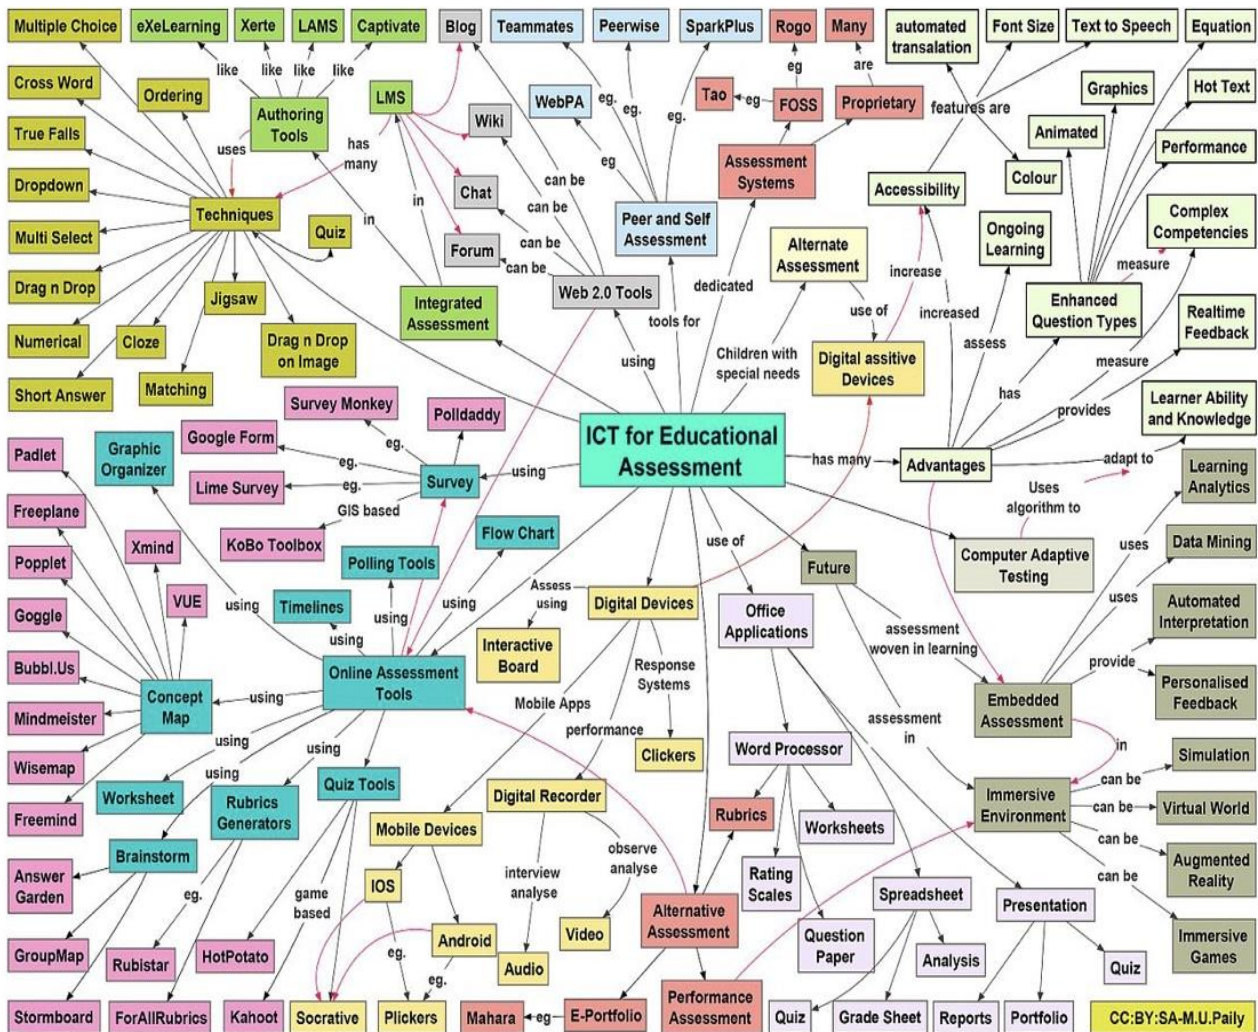 Multiple Choice
eXeLearning
Xerte
LAMS
Captivate
Blog
Teammates
Peerwise
SparkPlus
Rogo
Many
automated
transalation
Font Size
Text to Speech
Equation
like
like
like
like
eg
are
Cross Word
Ordering
Authoring
Tools
LMS
Wiki
WebPA
eg.
eg.
eg.
Tao
eg
FOSS
Proprietary
features are
Graphics
Hot Text
True Falls
uses
has
many
Animated
Performance
Dropdown
Chat
can be
eg
Assessment
Systems
Accessibility
Colour
Techniques
Quiz
in
in
can be
Peer and Self
Assessment
Alternate
Assessment
Ongoing
Learning
Complex
Competencies
Multi Select
Forum
can be
can be
measure
Drag n Drop
Jigsaw
Integrated
Assessment
Web 2.0 Tools
dedicated
use of
increase
increased
Enhanced
Question Types
Realtime
Feedback
Numerical
Cloze
Drag n Drop
on Image
tools for
using
Children with
special needs
Digital assitive
Devices
assess
measure
Short Answer
Matching
has
provides
Learner Ability
and Knowledge
Survey Monkey
Polldaddy
ICT for Educational
Assessment
has many
Advantages
adapt to
Padlet
Graphic
Organizer
Google Form
eg.
eg.
Lime Survey
eg.
Survey
using
Uses
algorithm to
Learning
Analytics
Freeplane
GIS based
KoBo Toolbox
Xmind
Flow Chart
use of
Future
Computer Adaptive
Testing
uses
Data Mining
Popplet
Polling Tools
Goggle
VUE
using
Timelines
using
using
using
Assess
using
Digital Devices
Office
Applications
uses
Automated
Interpretation
Interactive
Board
assessment
woven in learning
Bubbl.Us
Concept
Map
using
Online Assessment
Tools
Response
Systems
provide
Personalised
Feedback
Embedded
Assessment
Mindmeister
Mobile Apps
performance
assessment
in
in
Wisemap
using
using
using
Clickers
Word Processor
Simulation
can be
Freemind
Worksheet
Rubrics
Generators
Quiz Tools
Digital Recorder
Immersive
Environment
can be
Virtual World
Mobile Devices
Rubrics
Worksheets
can be
Brainstorm
Answer
Garden
eg.
game
based
IOS
interview
analyse
observe
analyse
Rating
Scales
Spreadsheet
Presentation
can be
Augmented
Reality
Alternative
Assessment
GroupMap
Rubistar
HotPotato
eg.
Android
eg.
Audio
Video
Question
Paper
Analysis
Quiz
Immersive
Games
Stormboard
ForAllRubrics
Kahoot
Socrative
Plickers
Mahara
eg
E-Portfolio
Performance
Assessment
Quiz
Grade Sheet
Reports
Portfolio
CC:BY:SA-M.U.Paily